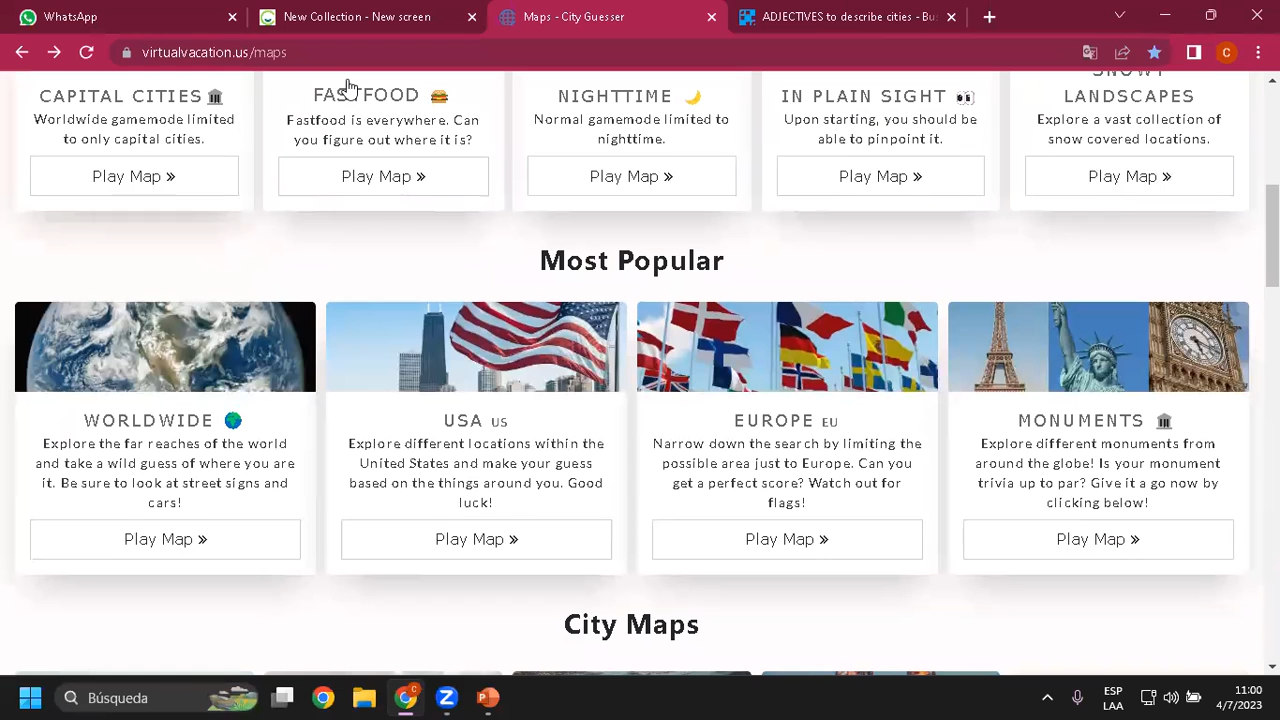 WhatsApp
New Collection - New screen
Maps - City Guesser
ADJECTIVES to describe cities - Bu
virtualvacation.us/maps
C
CAPITAL CITIES
Worldwide gamemode limited
to only capital cities.
Play Map »
FASTFOOD
Fastfood is everywhere. Can
you figure out where it is?
Play Map »
NIGHTTIME
Normal gamemode limited to
nighttime.
Play Map »
IN PLAIN SIGHT
Upon starting, you should be
able to pinpoint it.
Play Map »
SNOWY
LANDSCAPES
Explore a vast collection of
snow covered locations.
Play Map »
Most Popular
WORLDWIDE
Explore the far reaches of the world
and take a wild guess of where you are
it. Be sure to look at street signs and
cars!
Play Map »
USA US
Explore different locations within the
United States and make your guess
based on the things around you. Good
luck!
Play Map »
EUROPE EU
Narrow down the search by limiting the
possible area just to Europe. Can you
get a perfect score? Watch out for
flags!
Play Map »
MONUMENTS
Explore different monuments from
around the globe! Is your monument
trivia up to par? Give it a go now by
clicking below!
Play Map »
City Maps
Búsqueda
ESP
LAA
11:00
4/7/2023